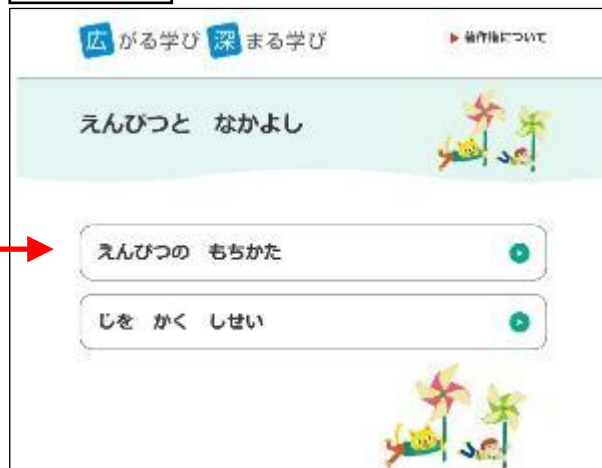 広がる学び 深まる学び
▶ 著作権について
えんぴつと なかよし
えんぴつの もちかた
じを かく しせい